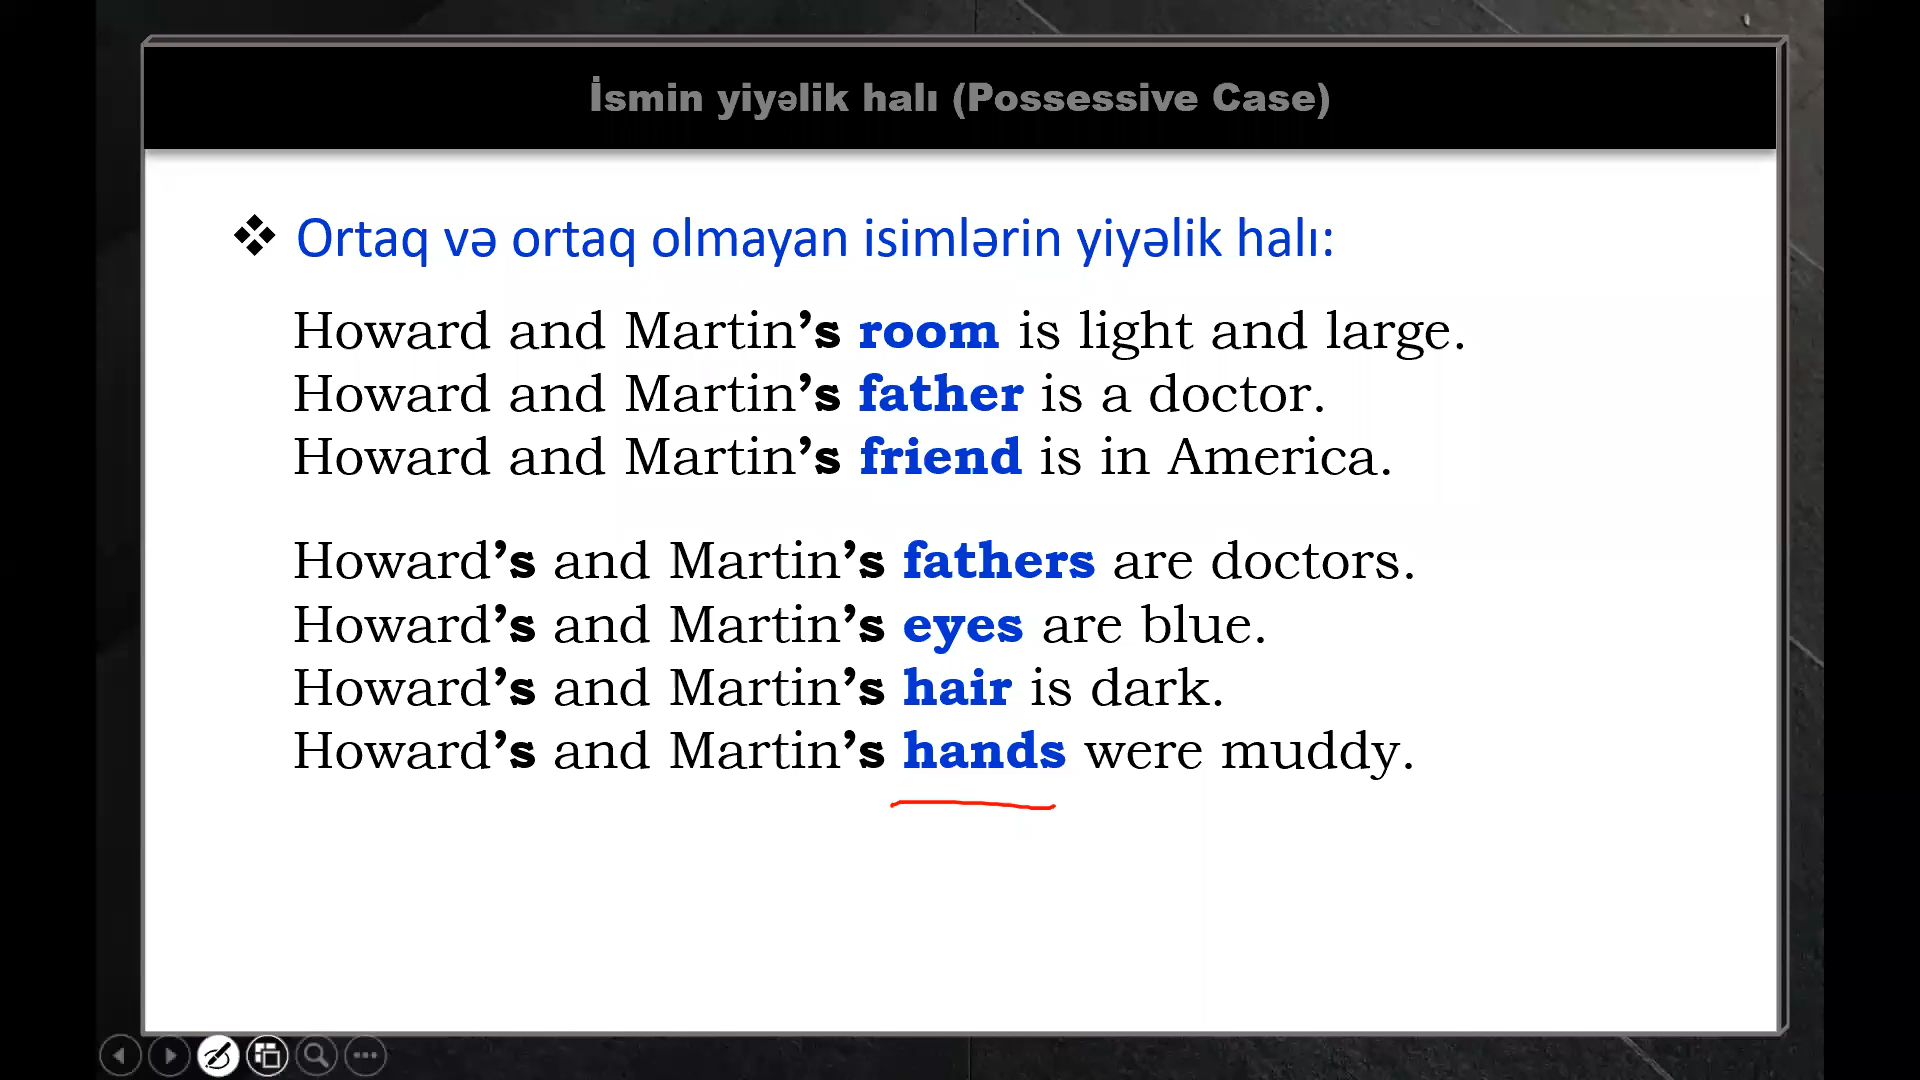 İsmin yiyəlik halı (Possessive Case)
❖ Ortaq və ortaq olmayan isimlərin yiyəlik halı:
Howard and Martin’s room is light and large.
Howard and Martin’s father is a doctor.
Howard and Martin’s friend is in America.
Howard’s and Martin’s fathers are doctors.
Howard’s and Martin’s eyes are blue.
Howard’s and Martin’s hair is dark.
Howard’s and Martin’s hands were muddy.